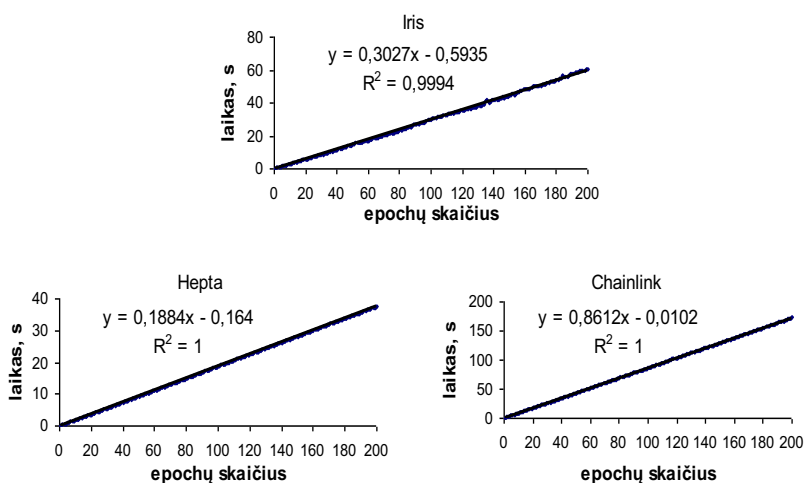 Iris
y = 0,3027x - 0,5935
R² = 0,9994
laikas, s
80
60
40
20
0
0 20 40 60 80 100 120 140 160 180 200
epochų skaičius
Hepta
y = 0,1884x - 0,164
R² = 1
laikas, s
40
30
20
10
0
0 20 40 60 80 100 120 140 160 180 200
epochų skaičius
Chainlink
y = 0,8612x - 0,0102
R² = 1
laikas, s
200
150
100
50
0
0 20 40 60 80 100 120 140 160 180 200
epochų skaičius